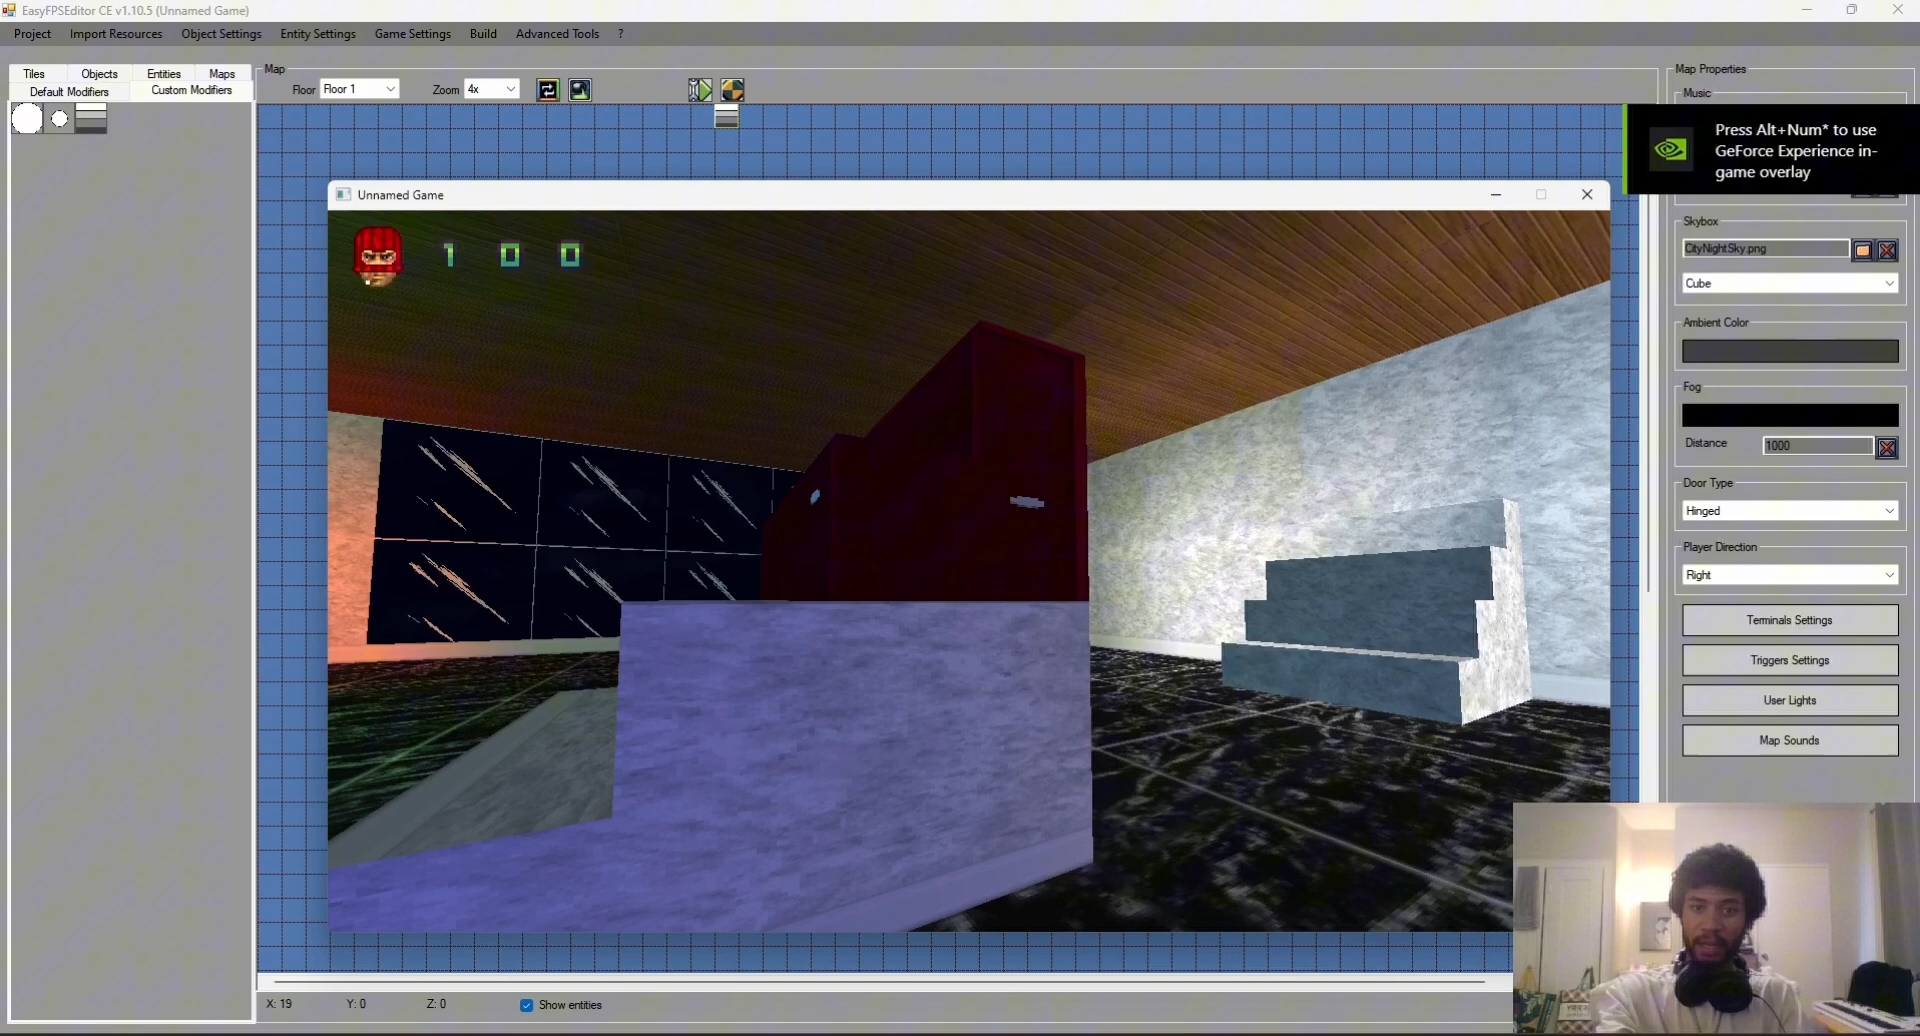 EasyFPSEditor CE v1.10.5 (Unnamed Game)
Project Import Resources Object Settings Entity Settings Game Settings Build Advanced Tools ?
Tiles Objects Entities Maps
Default Modifiers Custom Modifiers
Map
Floor Floor 1 Zoom 4x
Map Properties
Music
Press Alt+Num* to use
GeForce Experience in-
game overlay
Unnamed Game
1 0 0
Skybox
CityNightSky.png
Cube
Ambient Color
Fog
Distance 1000
Door Type
Hinged
Player Direction
Right
Terminals Settings
Triggers Settings
User Lights
Map Sounds
X: 19 Y: 0 Z: 0 Show entities